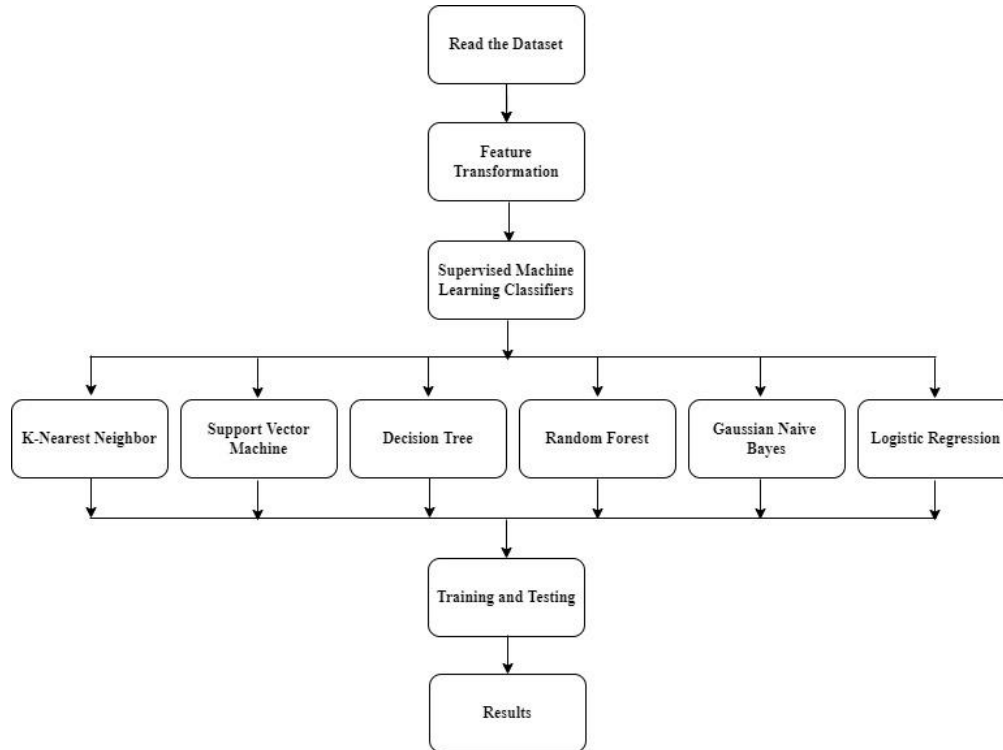 Read the Dataset
Feature
Transformation
Supervised Machine
Learning Classifiers
K-Nearest Neighbor
Support Vector
Machine
Decision Tree
Random Forest
Gaussian Naive
Bayes
Logistic Regression
Training and Testing
Results